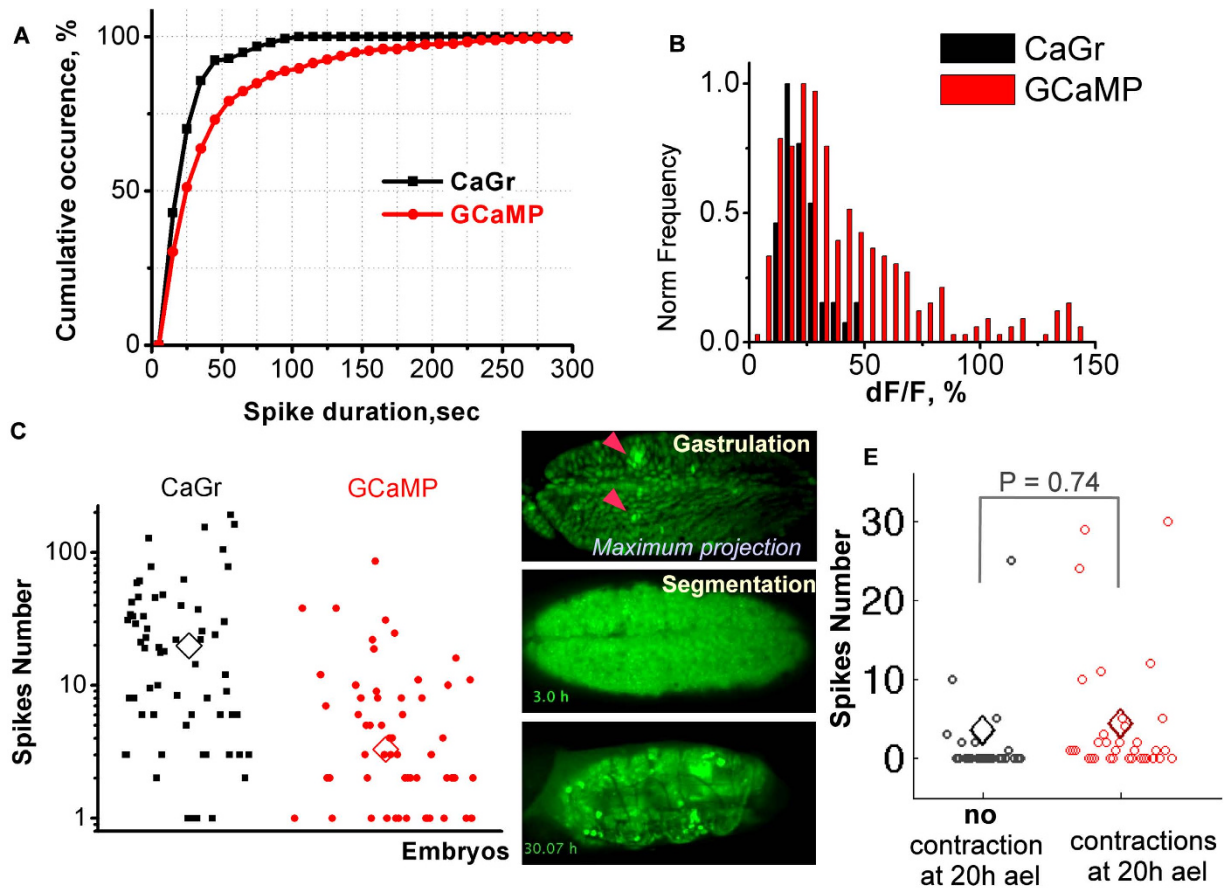 A
Cumulative occurence, %
100
50
0
CaGr
GCaMP
0 50 100 150 200 250 300
Spike duration,sec
B
CaGr
GCaMP
Norm Frequency
1.0
0.5
0.0
0 50 100 150
dF/F, %
C
CaGr
GCaMP
Spikes Number
100
10
1
Embryos
Gastrulation
Maximum projection
Segmentation
3.0 h
30.07 h
E
P = 0.74
Spikes Number
30
20
10
0
no
contraction
at 20h ael
contractions
at 20h ael